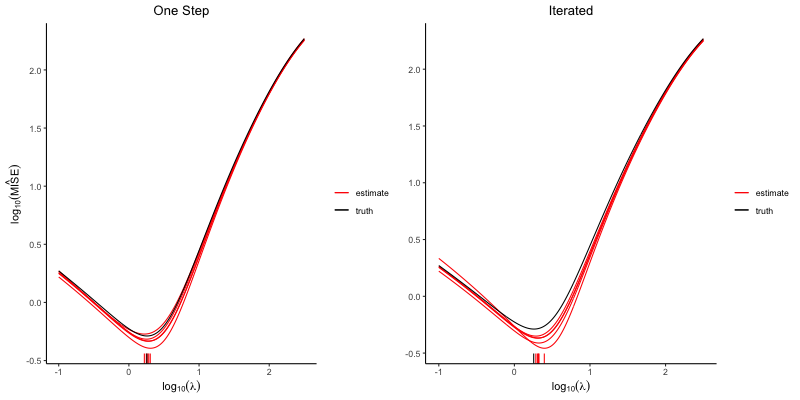 One Step
log₁₀(MIŜE)
2.0
1.5
1.0
0.5
0.0
-0.5
-1
0
1
2
log₁₀(λ)
estimate
truth
Iterated
2.0
1.5
1.0
0.5
0.0
-0.5
-1
0
1
2
log₁₀(λ)
estimate
truth